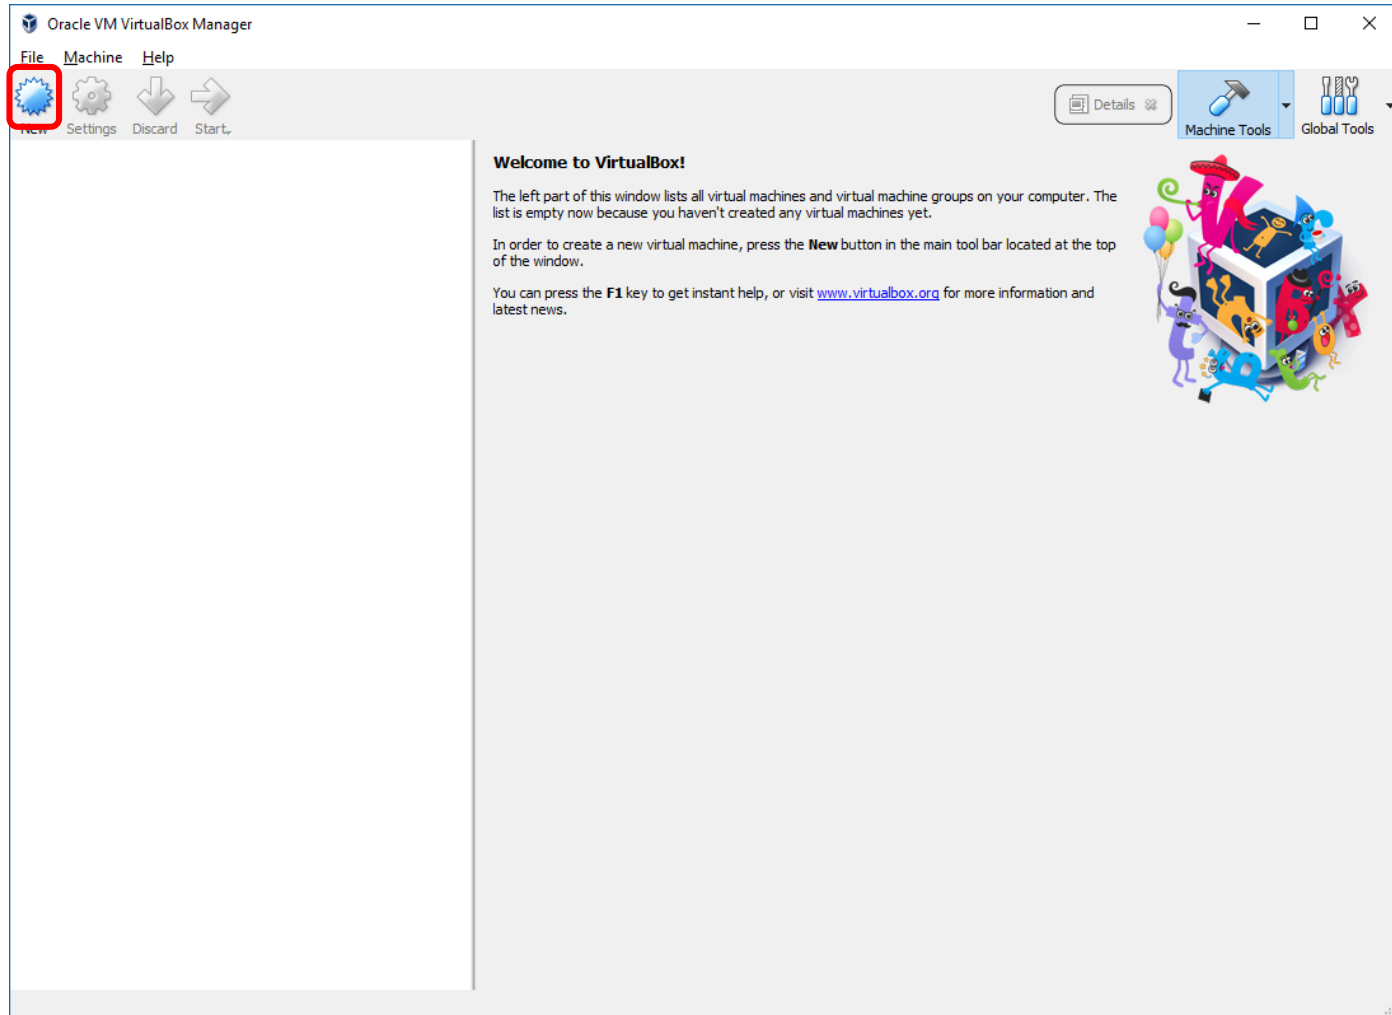 Oracle VM VirtualBox Manager
File Machine Help
New Settings Discard Start
Details
Machine Tools
Global Tools
Welcome to VirtualBox!
The left part of this window lists all virtual machines and virtual machine groups on your computer. The
list is empty now because you haven't created any virtual machines yet.
In order to create a new virtual machine, press the New button in the main tool bar located at the top
of the window.
You can press the F1 key to get instant help, or visit www.virtualbox.org for more information and
latest news.